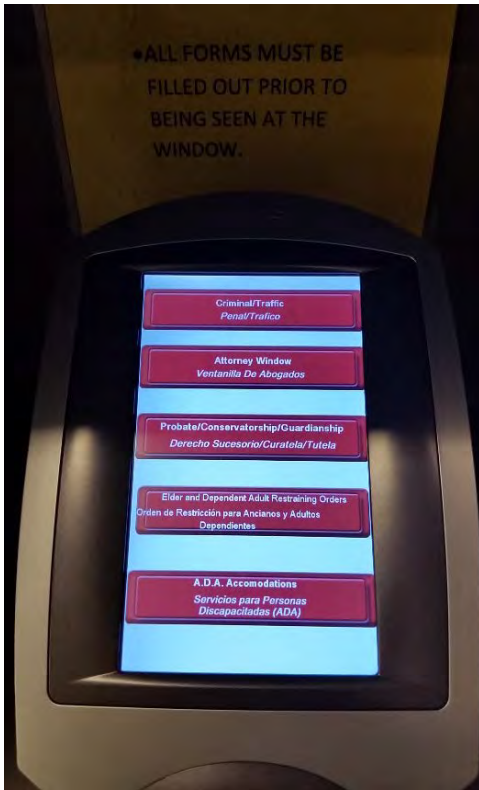 •ALL FORMS MUST BE
FILLED OUT PRIOR TO
BEING SEEN AT THE
WINDOW.
Criminal/Traffic
Penal/Trafico
Attorney Window
Ventanilla De Abogados
Probate/Conservatorship/Guardianship
Derecho Sucesorio/Curatela/Tutela
Elder and Dependent Adult Restraining Orders
Orden de Restricción para Ancianos y Adultos
Dependientes
A.D.A. Accomodations
Servicios para Personas
Discapacitadas (ADA)